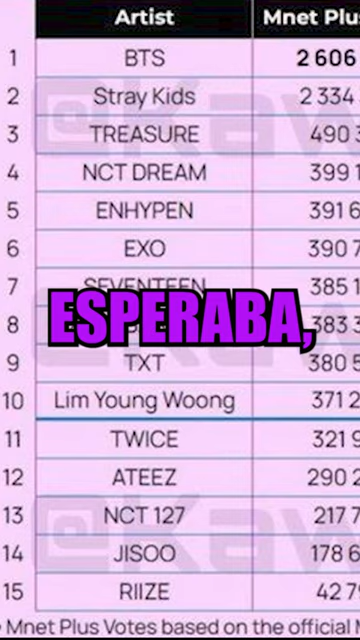 Artist Mnet Plus
1 BTS 2 606
2 Stray Kids 2 334
3 TREASURE 490 3
4 NCT DREAM 399 1
5 ENHYPEN 391 6
6 EXO 390 7
7 SEVENTEEN 385 1
ESPERABA,
8 383 3
9 TXT 380 5
10 Lim Young Woong 371 2
11 TWICE 321 9
12 ATEEZ 290 2
13 NCT 127 217 7
14 JISOO 178 6
15 RIIZE 42 79
Mnet Plus Votes based on the official M